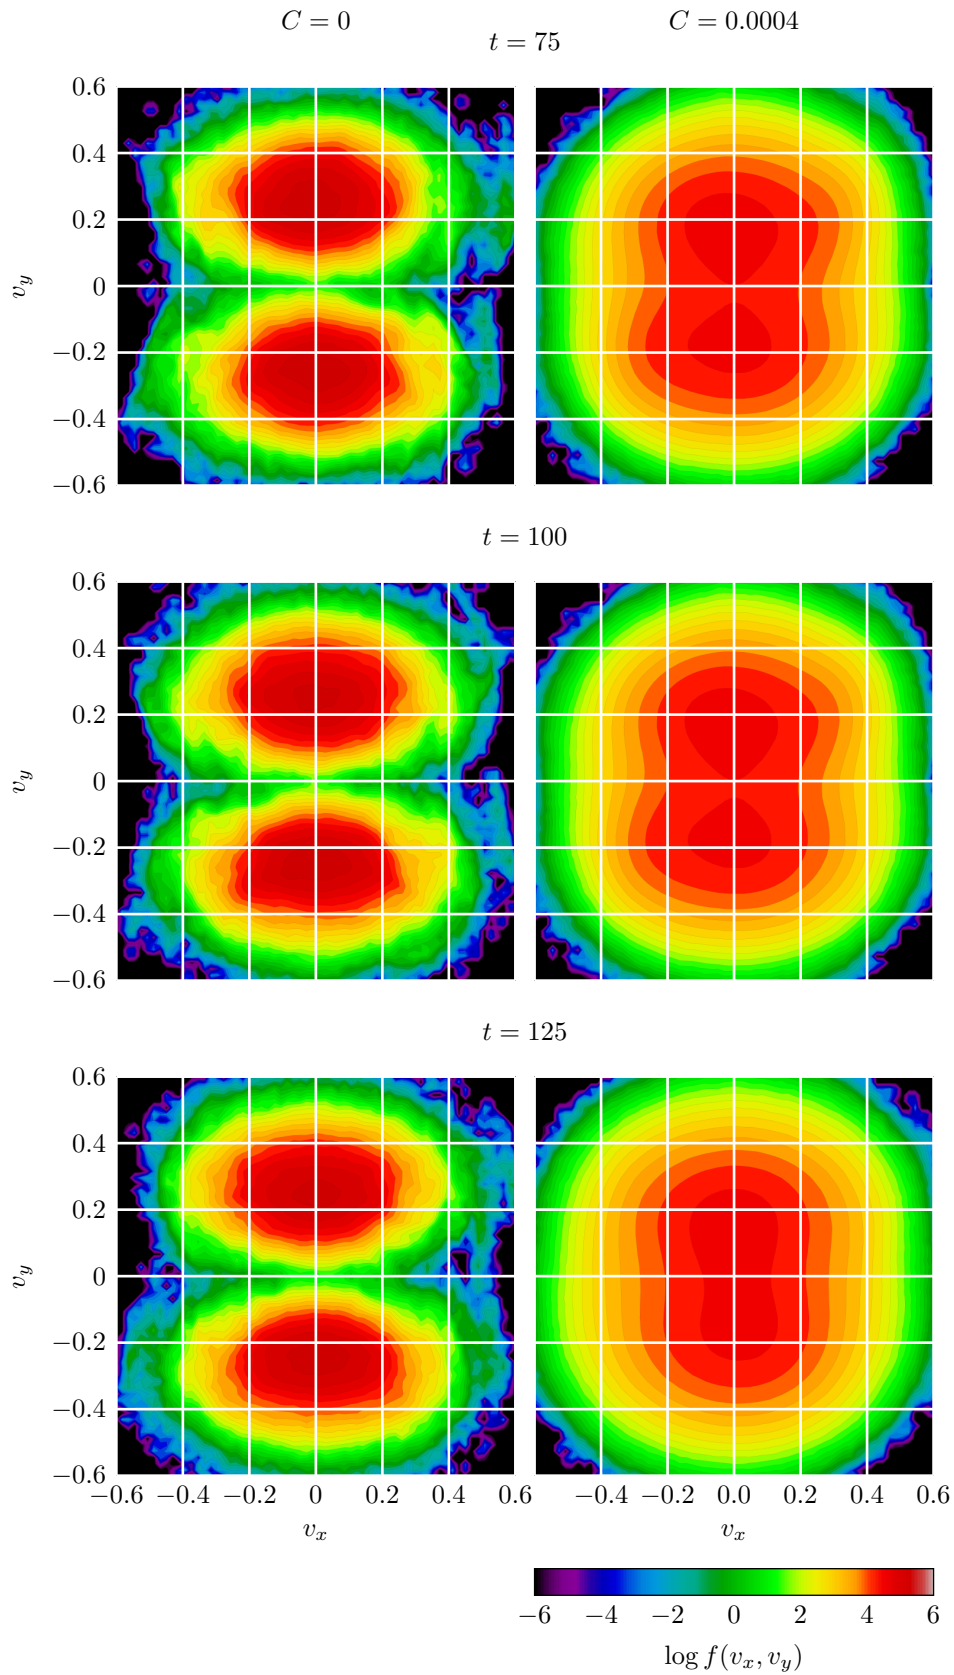 C = 0 C = 0.0004
t = 75
0.6
0.4
0.2
0
−0.2
−0.4
−0.6
v_y
t = 100
0.6
0.4
0.2
0
−0.2
−0.4
−0.6
v_y
t = 125
0.6
0.4
0.2
0
−0.2
−0.4
−0.6
v_y
−0.6 −0.4 −0.2 0 0.2 0.4 0.6 −0.4 −0.2 0.0 0.2 0.4 0.6
v_x v_x
−6 −4 −2 0 2 4 6
log f(v_x, v_y)